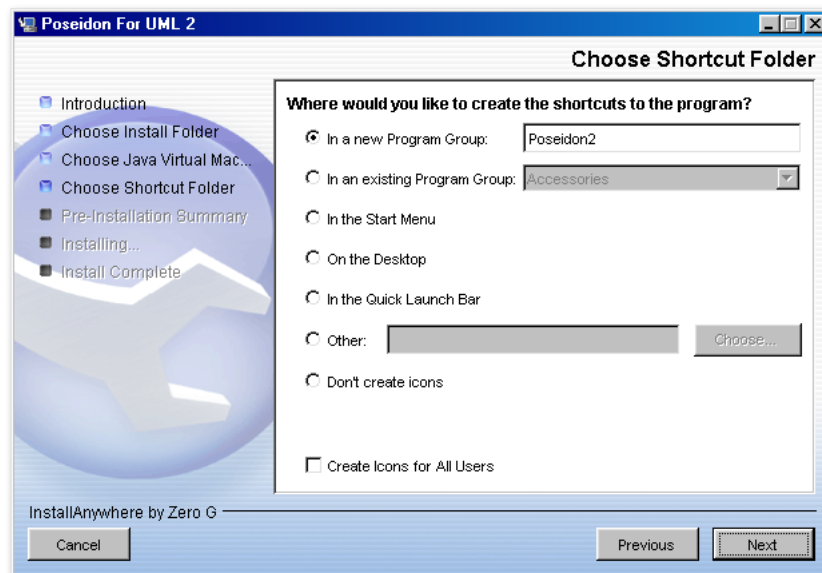 Poseidon For UML 2
Choose Shortcut Folder
Introduction
Choose Install Folder
Choose Java Virtual Mac...
Choose Shortcut Folder
Pre-Installation Summary
Installing...
Install Complete
Where would you like to create the shortcuts to the program?
In a new Program Group: Poseidon2
In an existing Program Group: Accessories
In the Start Menu
On the Desktop
In the Quick Launch Bar
Other: Choose...
Don't create icons
Create Icons for All Users
InstallAnywhere by Zero G
Cancel Previous Next